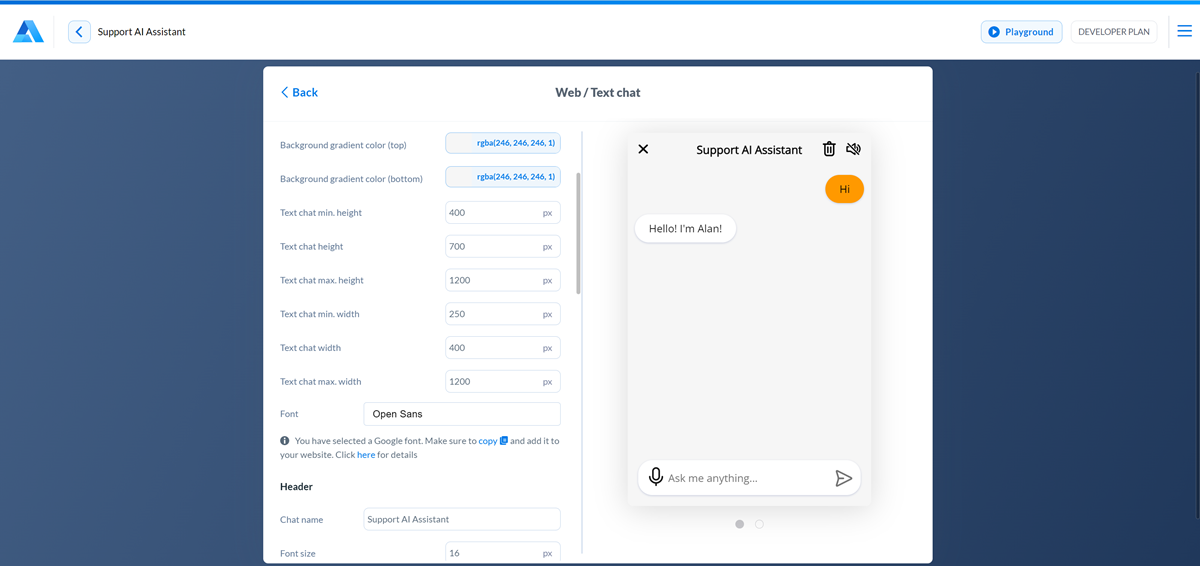 Support AI Assistant
Playground
DEVELOPER PLAN
Back
Web / Text chat
Background gradient color (top)
rgba(246, 246, 246, 1)
Background gradient color (bottom)
rgba(246, 246, 246, 1)
Text chat min. height
400 px
Text chat height
700 px
Text chat max. height
1200 px
Text chat min. width
250 px
Text chat width
400 px
Text chat max. width
1200 px
Font
Open Sans
You have selected a Google font. Make sure to copy and add it to
your website. Click here for details
Header
Chat name
Support AI Assistant
Font size
16 px
Support AI Assistant
Hi
Hello! I'm Alan!
Ask me anything...